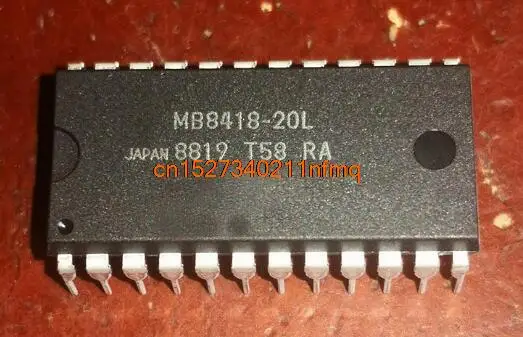 MB8418-20L
JAPAN 8819 T58 RA
cn1527340211nfmq